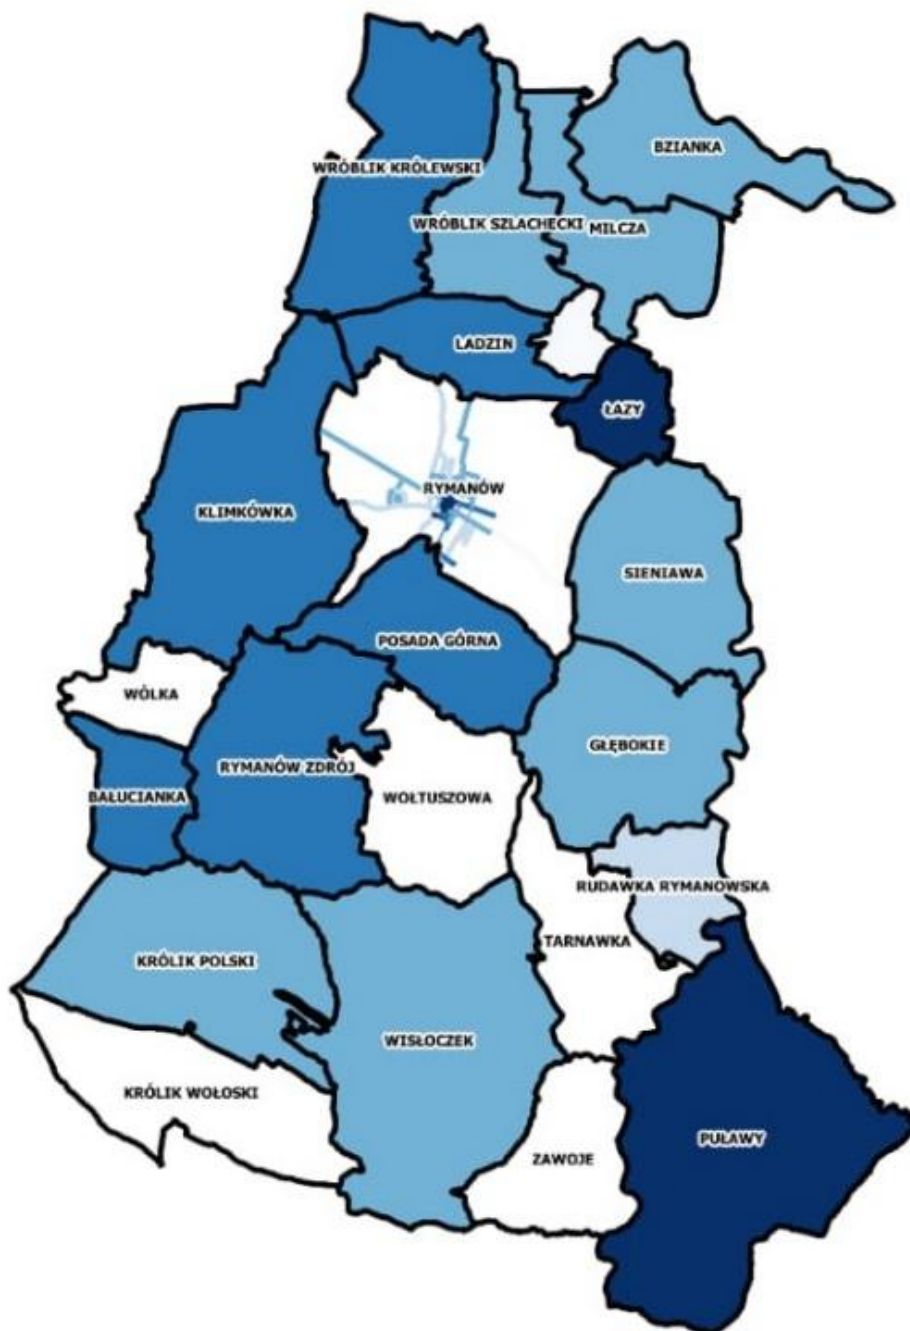 BZIANKA
WRÓBLIK KRÓLEWSKI
WRÓBLIK SZLACHECKI
MILCZA
LADZIN
ŁAZY
RYMANÓW
KLIMKÓWKA
SIENIAWA
POSADA GÓRNA
WÓLKA
GŁĘBOKIE
RYMANÓW ZDRÓJ
BAŁUCIANKA
WOŁTUSZOWA
RUDAWKA RYMANOWSKA
TARNAWKA
KRÓLIK POLSKI
WISŁOCZEK
KRÓLIK WOŁOSKI
PUŁAWY
ZAWOJE